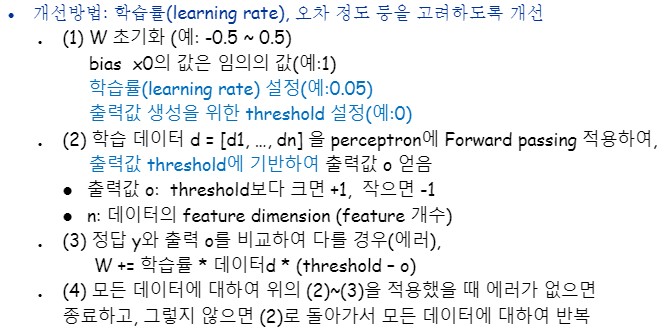 • 개선방법: 학습률(learning rate), 오차 정도 등을 고려하도록 개선
• (1) W 초기화 (예: -0.5 ~ 0.5)
bias x0의 값은 임의의 값(예:1)
학습률(learning rate) 설정(예:0.05)
출력값 생성을 위한 threshold 설정(예:0)
• (2) 학습 데이터 d = [d1, …, dn] 을 perceptron에 Forward passing 적용하여,
출력값 threshold에 기반하여 출력값 o 얻음
• 출력값 o: threshold보다 크면 +1, 작으면 -1
• n: 데이터의 feature dimension (feature 개수)
• (3) 정답 y와 출력 o를 비교하여 다를 경우(에러),
W += 학습률 * 데이터d * (threshold – o)
• (4) 모든 데이터에 대하여 위의 (2)~(3)을 적용했을 때 에러가 없으면
종료하고, 그렇지 않으면 (2)로 돌아가서 모든 데이터에 대하여 반복